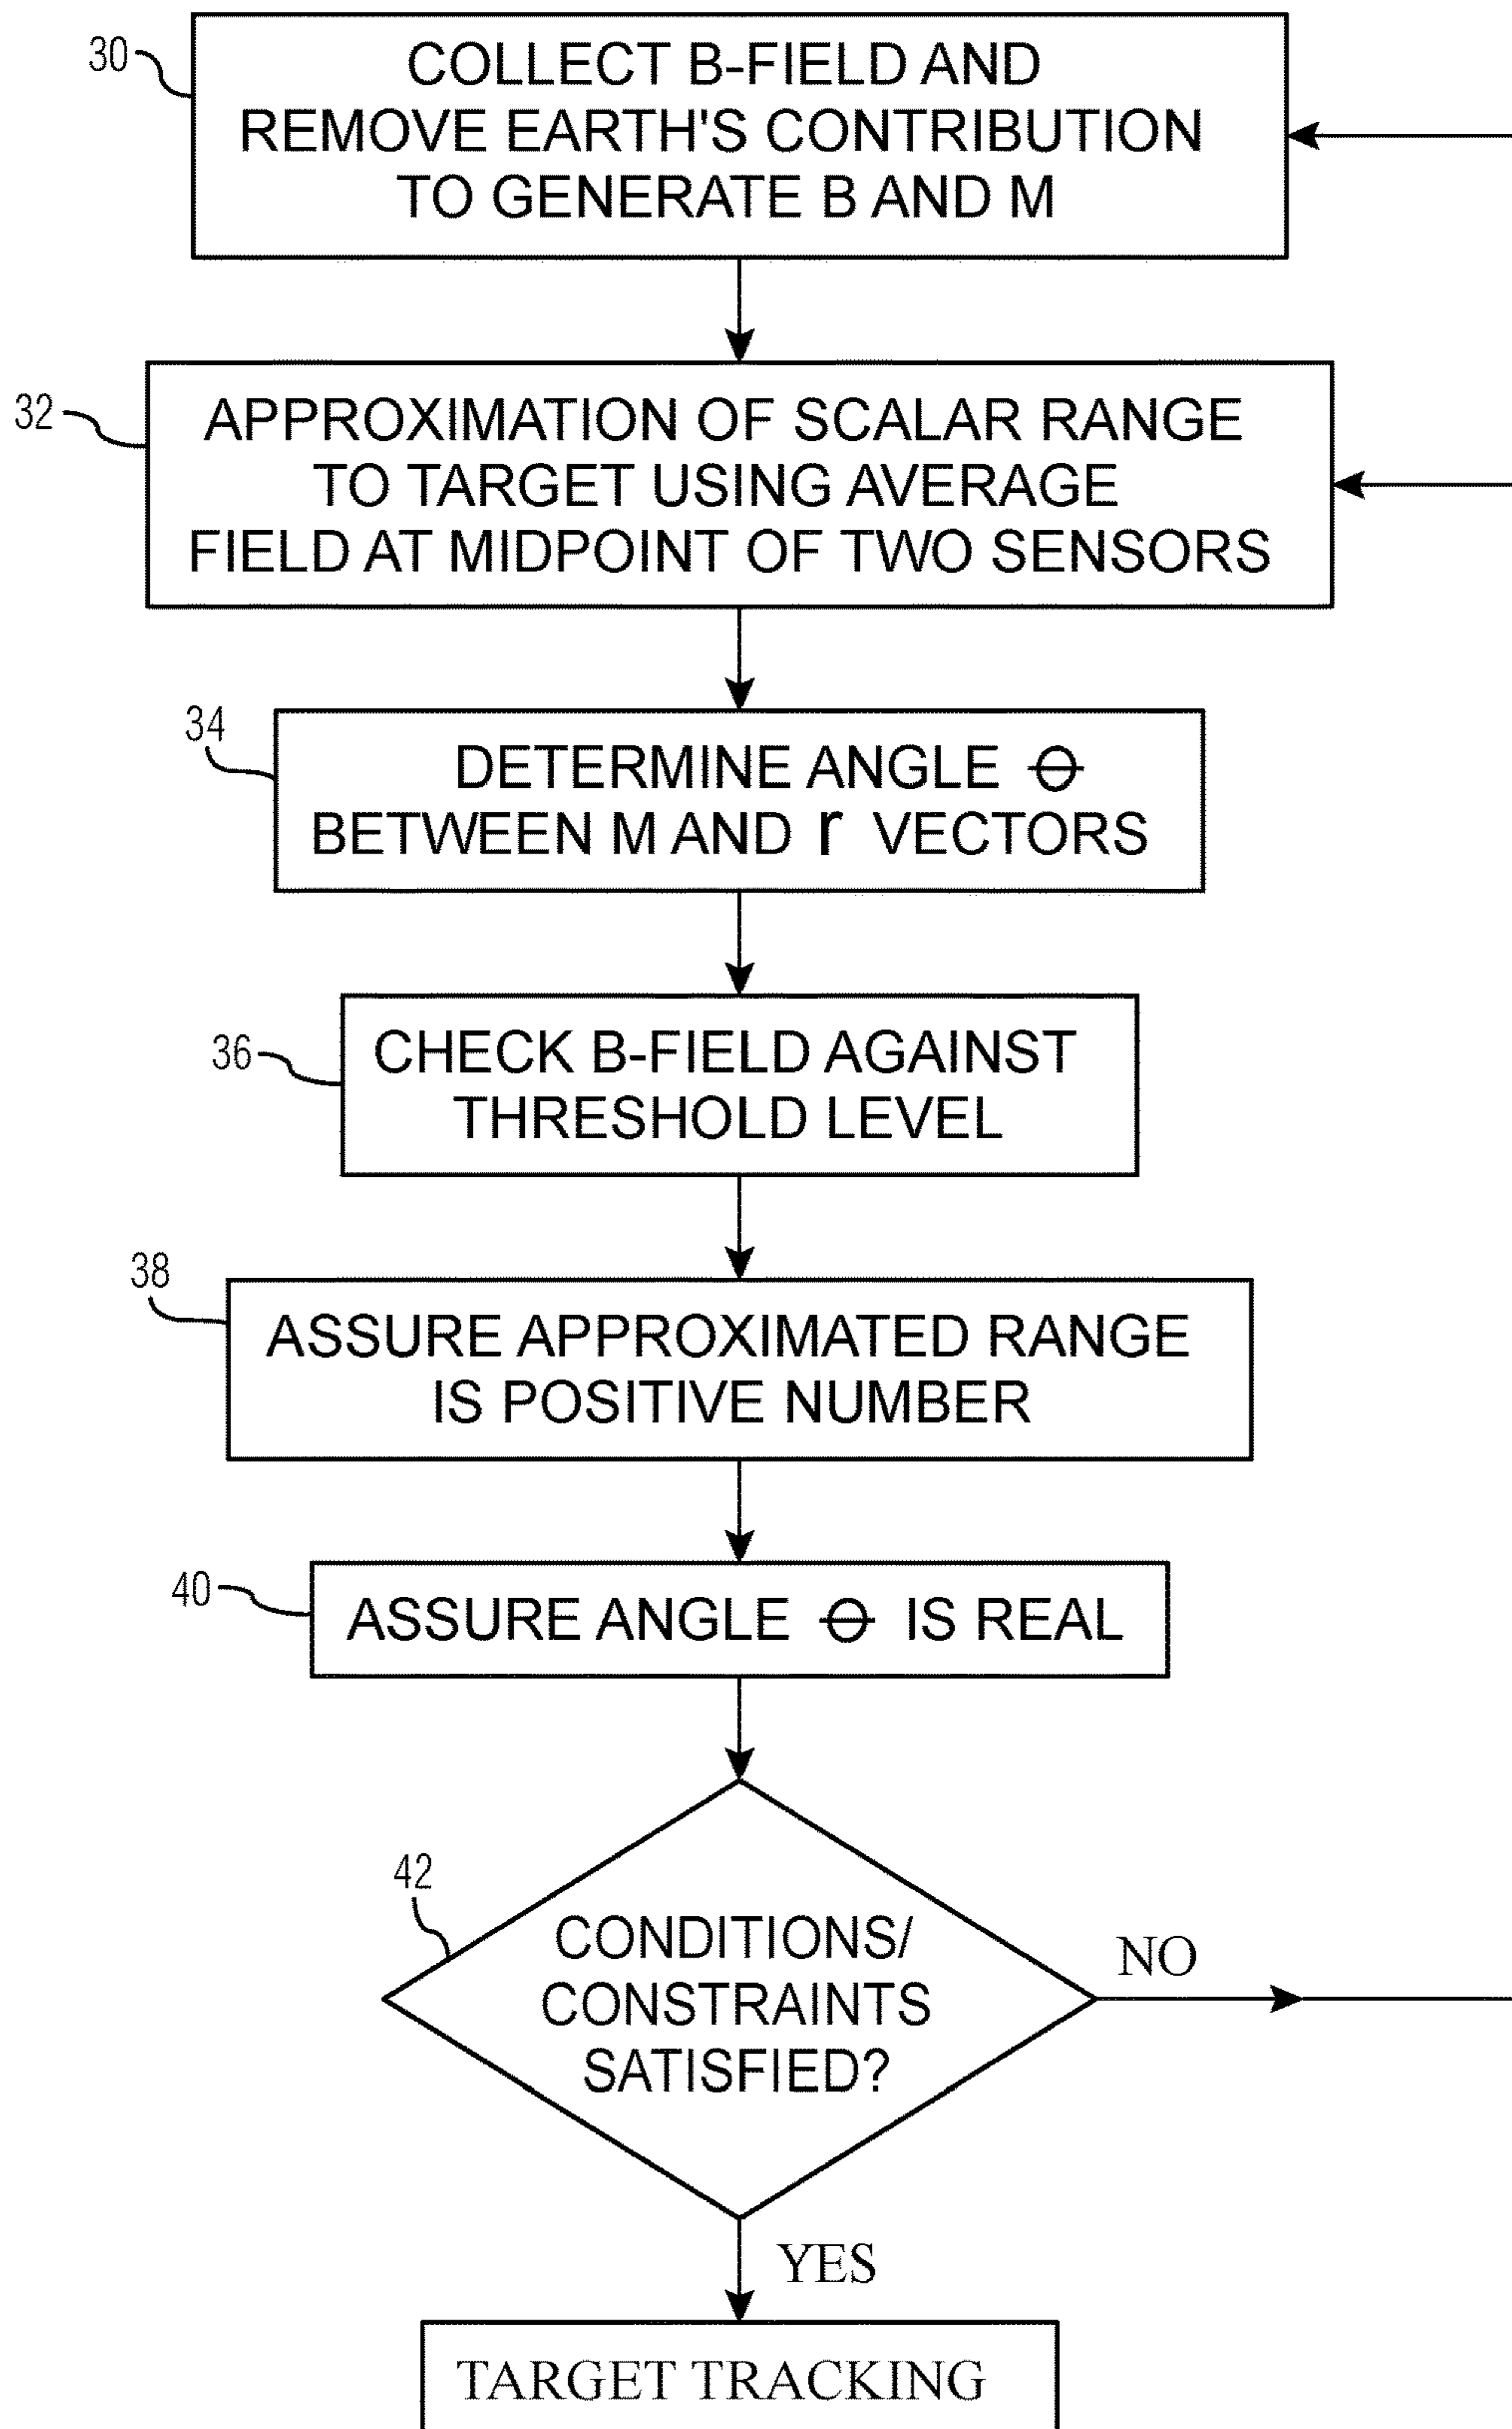 30
COLLECT B-FIELD AND
REMOVE EARTH'S CONTRIBUTION
TO GENERATE B AND M
32
APPROXIMATION OF SCALAR RANGE
TO TARGET USING AVERAGE
FIELD AT MIDPOINT OF TWO SENSORS
34
DETERMINE ANGLE ⊖
BETWEEN M AND r VECTORS
36
CHECK B-FIELD AGAINST
THRESHOLD LEVEL
38
ASSURE APPROXIMATED RANGE
IS POSITIVE NUMBER
40
ASSURE ANGLE ⊖ IS REAL
42
CONDITIONS/
CONSTRAINTS
SATISFIED?
NO
YES
TARGET TRACKING